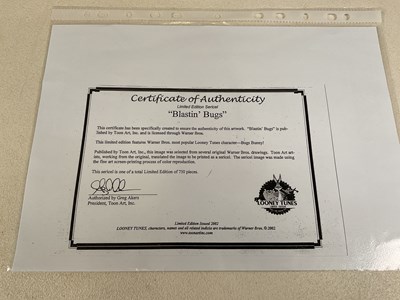 Certificate of Authenticity
Limited Edition Sericel
"Blastin' Bugs"
This certificate has been specifically created to ensure the authenticity of this artwork. "Blastin' Bugs" is pub-
lished by Toon Art, Inc. and is licensed through Warner Bros.
This limited edition features Warner Bros. most popular Looney Tunes character—Bugs Bunny!
Published by Toon Art, Inc., this image was selected from several original Warner Bros. drawings. Toon Art art-
ists, working from the original, translated the image to be printed as a sericel. The sericel image was made using
the fine art screen printing process of color reproduction.
This sericel is one of a total Limited Edition of 750 pieces.
Authorized by Greg Akers
President, Toon Art, Inc.
LOONEY TUNES
Limited Edition Issued 2002
LOONEY TUNES, characters, names and all related indicia are trademarks of Warner Bros. © 2002.